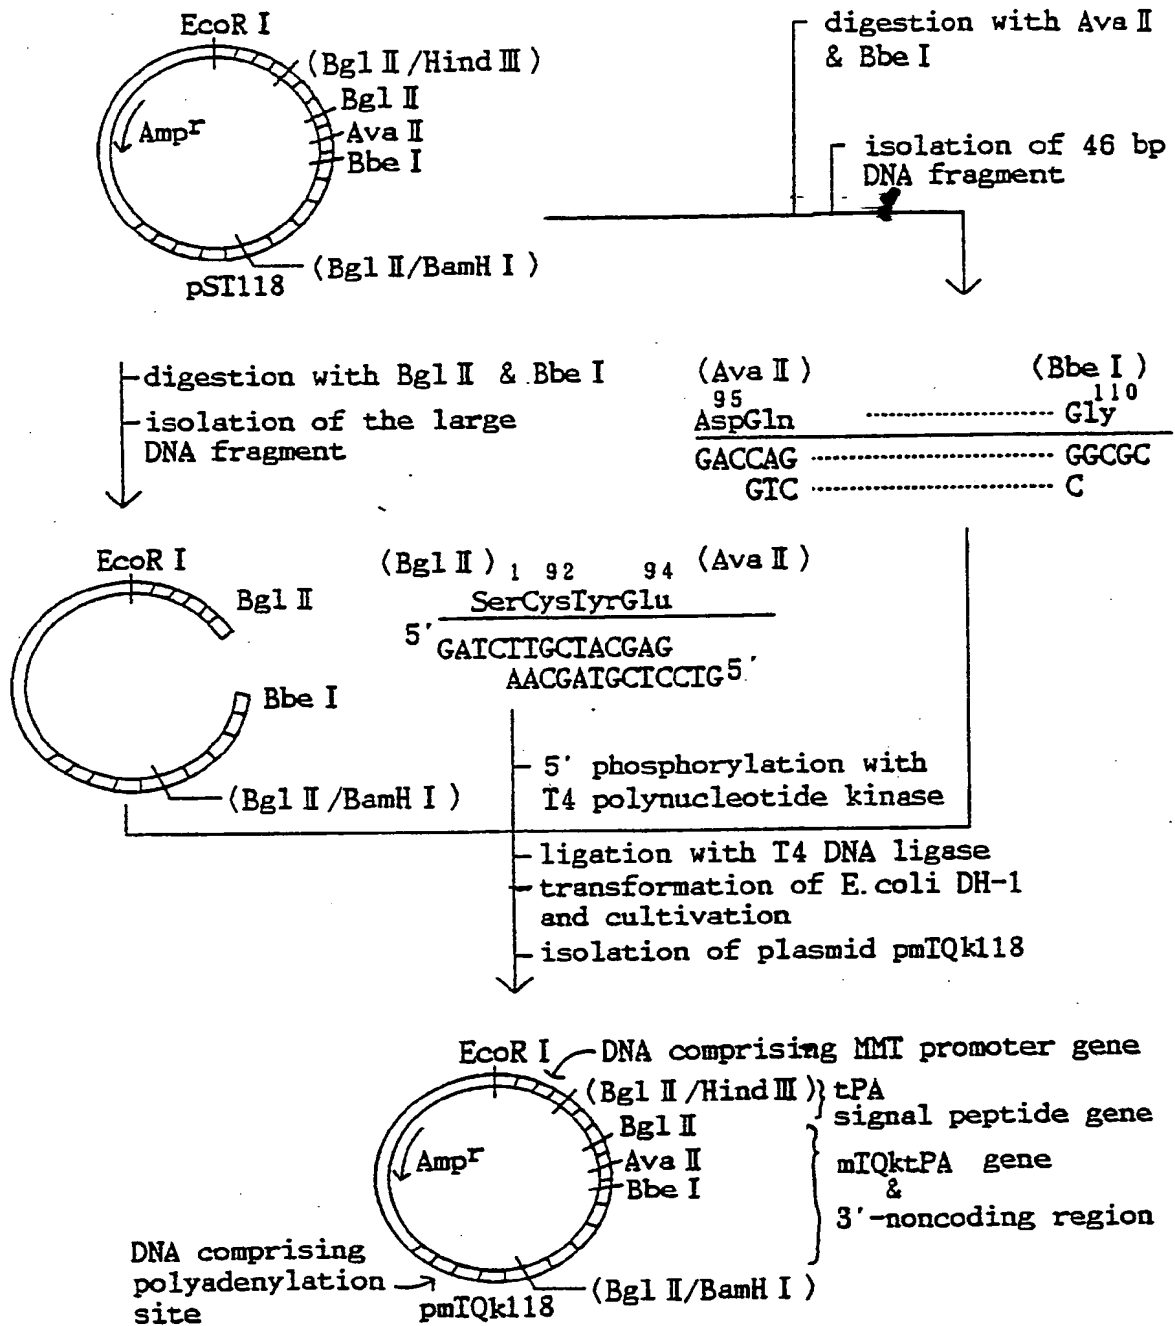 EcoR I
(Bgl II/Hind III)
Bgl II
Ava II
Bbe I
Ampr
(Bgl II/BamH I)
pST118
digestion with Ava II
& Bbe I
isolation of 46 bp
DNA fragment
digestion with Bgl II & Bbe I
isolation of the large
DNA fragment
(Ava II) (Bbe I)
95 110
AspGln ---------- Gly
GACCAG ---------- GGCGC
GTC ---------- C
EcoR I
Bgl II
Bbe I
(Bgl II/BamH I)
(Bgl II) 1 92 94 (Ava II)
SerCysTyrGlu
5' GATCTTGCTACGAG
AACGATGCTCCTG 5'
5' phosphorylation with
T4 polynucleotide kinase
ligation with T4 DNA ligase
transformation of E.coli DH-1
and cultivation
isolation of plasmid pmTQk118
EcoR I
DNA comprising MMT promoter gene
(Bgl II/Hind III) } tPA
signal peptide gene
Bgl II
Ava II
Bbe I
Ampr
mTQktPA gene
&
3'-noncoding region
DNA comprising
polyadenylation
site
(Bgl II/BamH I)
pmTQk118